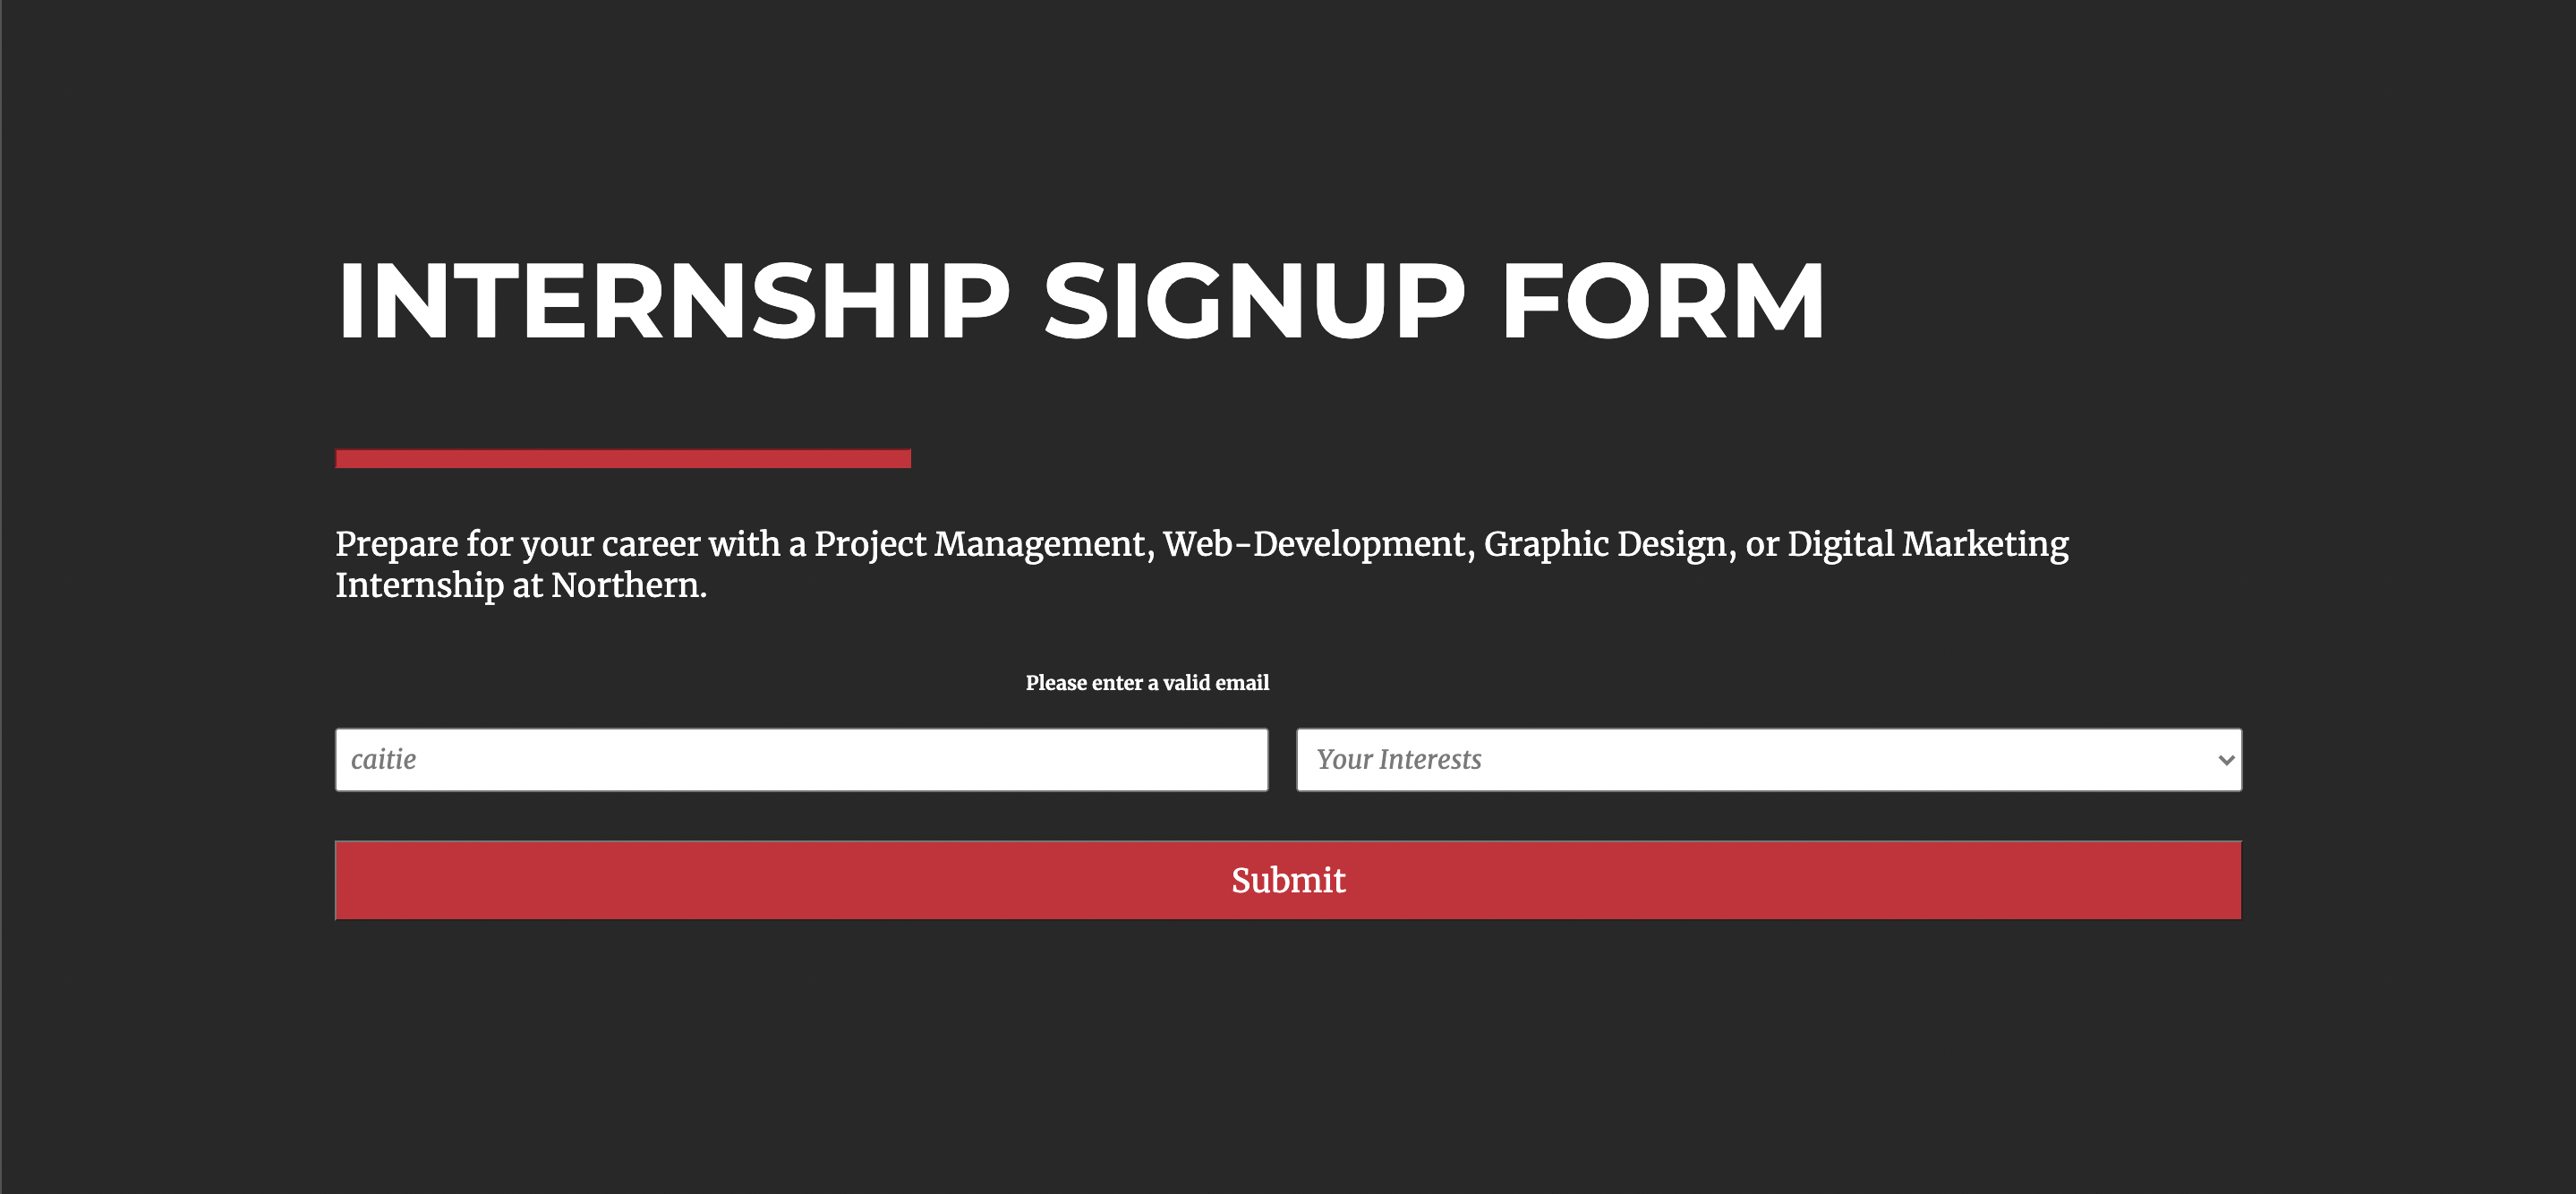 INTERNSHIP SIGNUP FORM
Prepare for your career with a Project Management, Web-Development, Graphic Design, or Digital Marketing
Internship at Northern.
Please enter a valid email
caitie
Your Interests
Submit